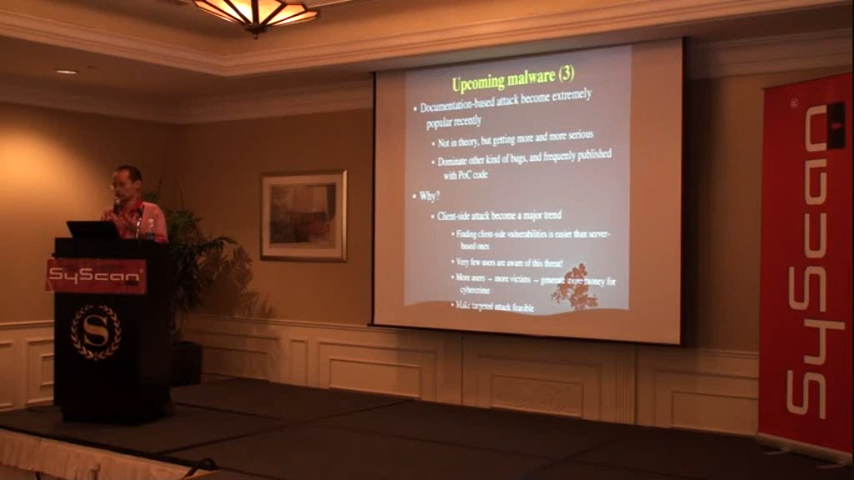 Upcoming malware (3)
• Documentation-based attack become extremely
popular recently
• Not in theory, but getting more and more serious
• Dominate other kind of bugs, and frequently published
with PoC code
• Why?
• Client-side attack become a major trend
• Finding client-side vulnerabilities is easier than server-
based ones
• Very few users are aware of this threat!
• More users → more victims → generate more money for
cybercrime
• Make targeted attack feasible
SyScan®
S
SyScan®